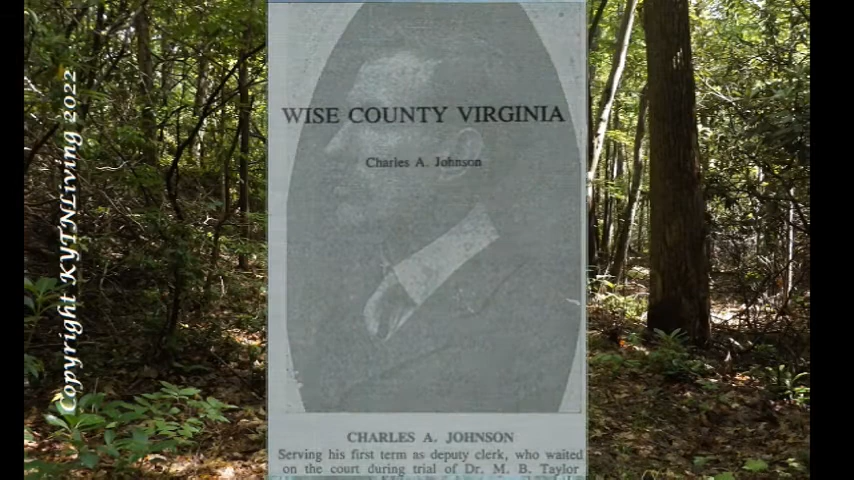 Copyright KYTNLiving 2022
WISE COUNTY VIRGINIA
Charles A. Johnson
CHARLES A. JOHNSON
Serving his first term as deputy clerk, who waited
on the court during trial of Dr. M. B. Taylor